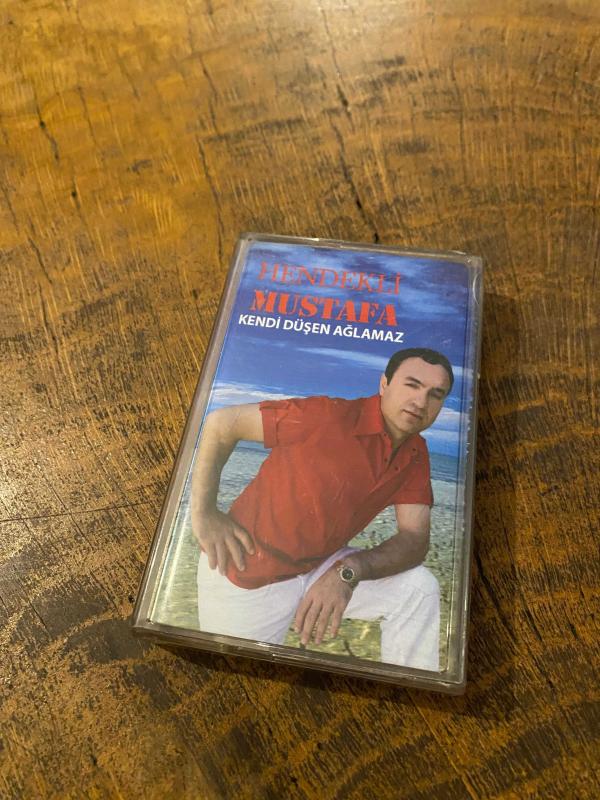 HENDEKLİ
MUSTAFA
KENDİ DÜŞEN AĞLAMAZ